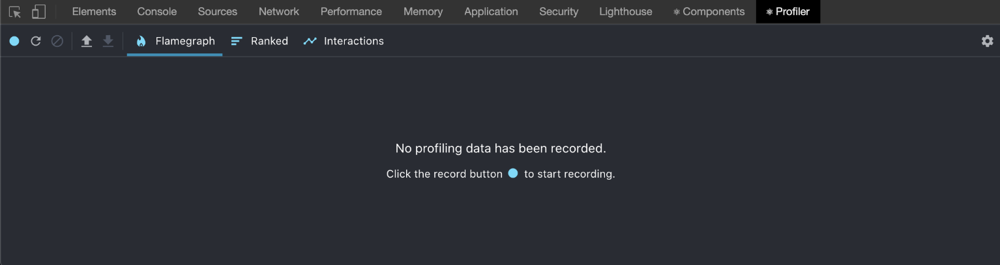 Elements Console Sources Network Performance Memory Application Security Lighthouse ⚛ Components ⚛ Profiler
Flamegraph Ranked Interactions
No profiling data has been recorded.
Click the record button to start recording.